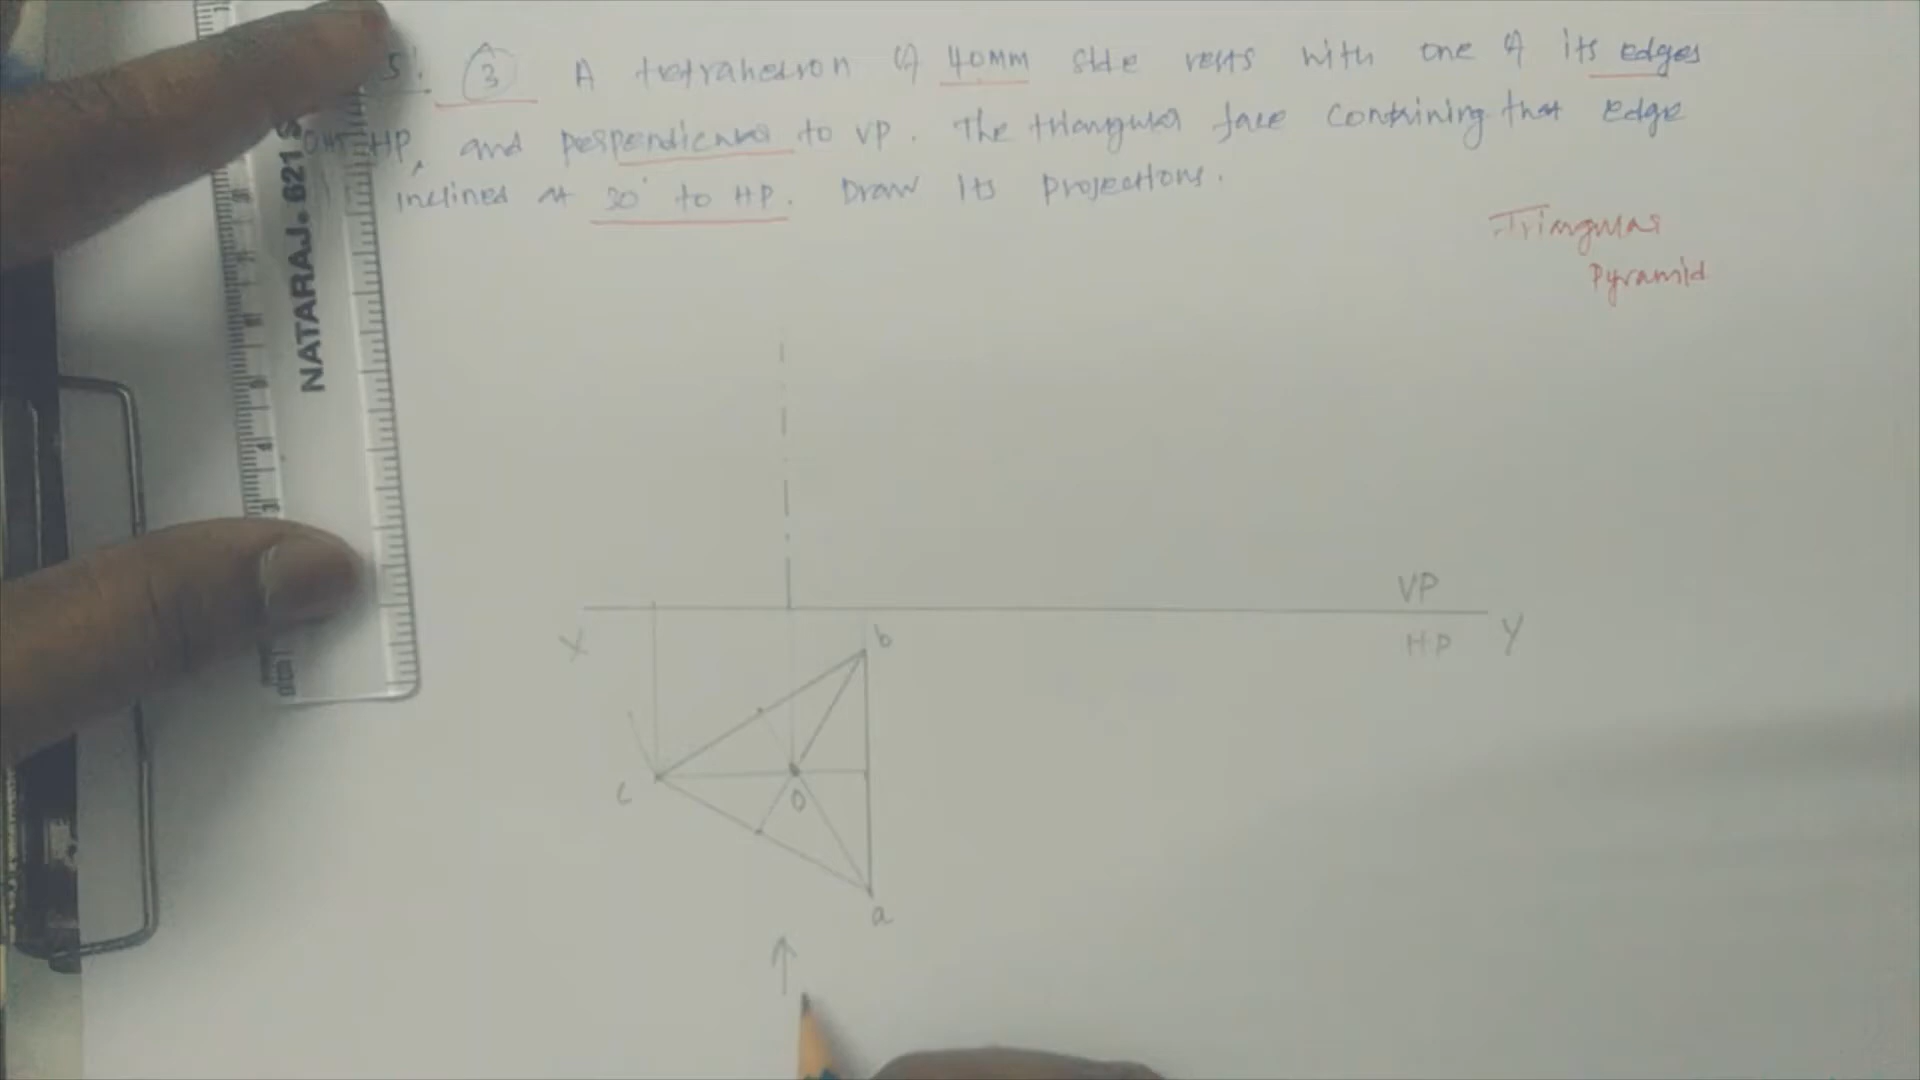 5. 3 A tetrahedron of 40mm side rests with one of its edges
on HP, and perpendicular to VP. The triangular face containing that edge
inclined at 30° to HP. Draw its projections.
Triangular
Pyramid
NATARAJ. 621
VP
X
HP
Y
b
c
o
a